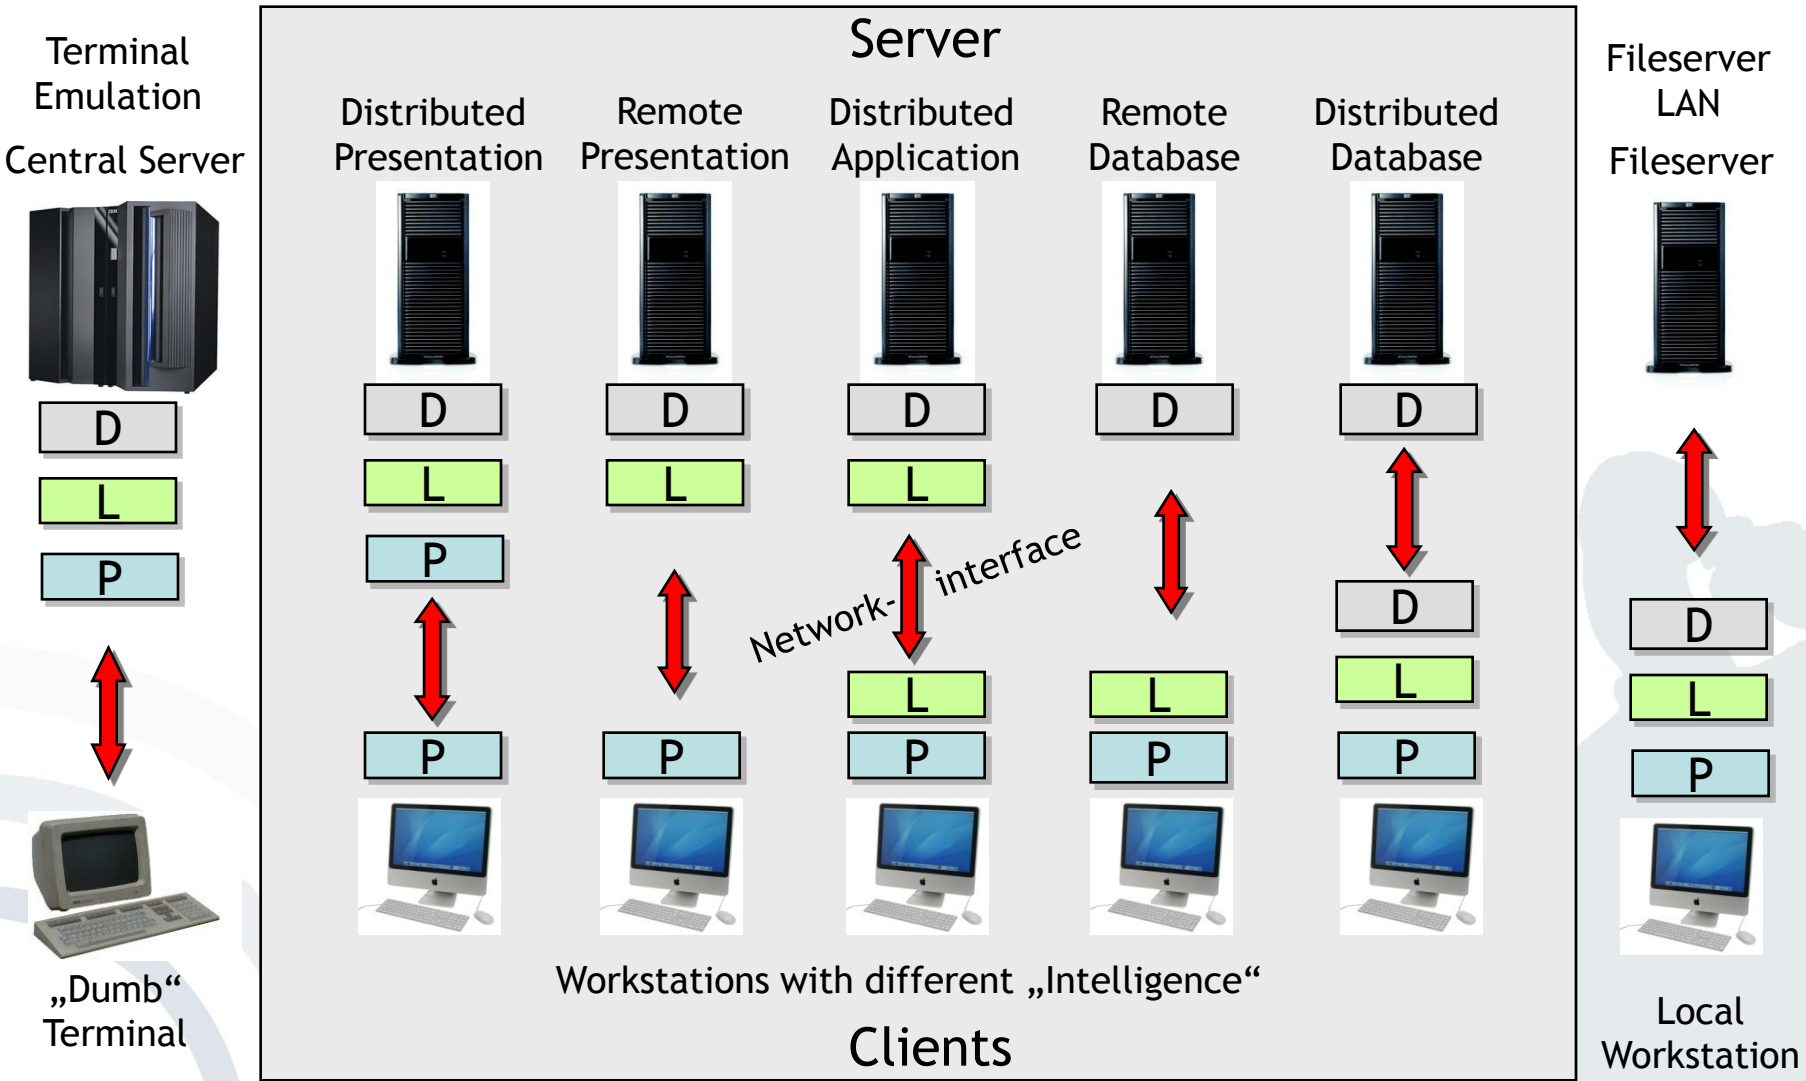 Terminal
Emulation
Central Server
D
L
P
„Dumb“
Terminal
Server
Distributed
Presentation
D
L
P
P
Remote
Presentation
D
L
P
Distributed
Application
D
L
L
P
Remote
Database
D
L
P
Distributed
Database
D
D
L
P
Network-
interface
Workstations with different „Intelligence“
Clients
Fileserver
LAN
Fileserver
D
L
P
Local
Workstation